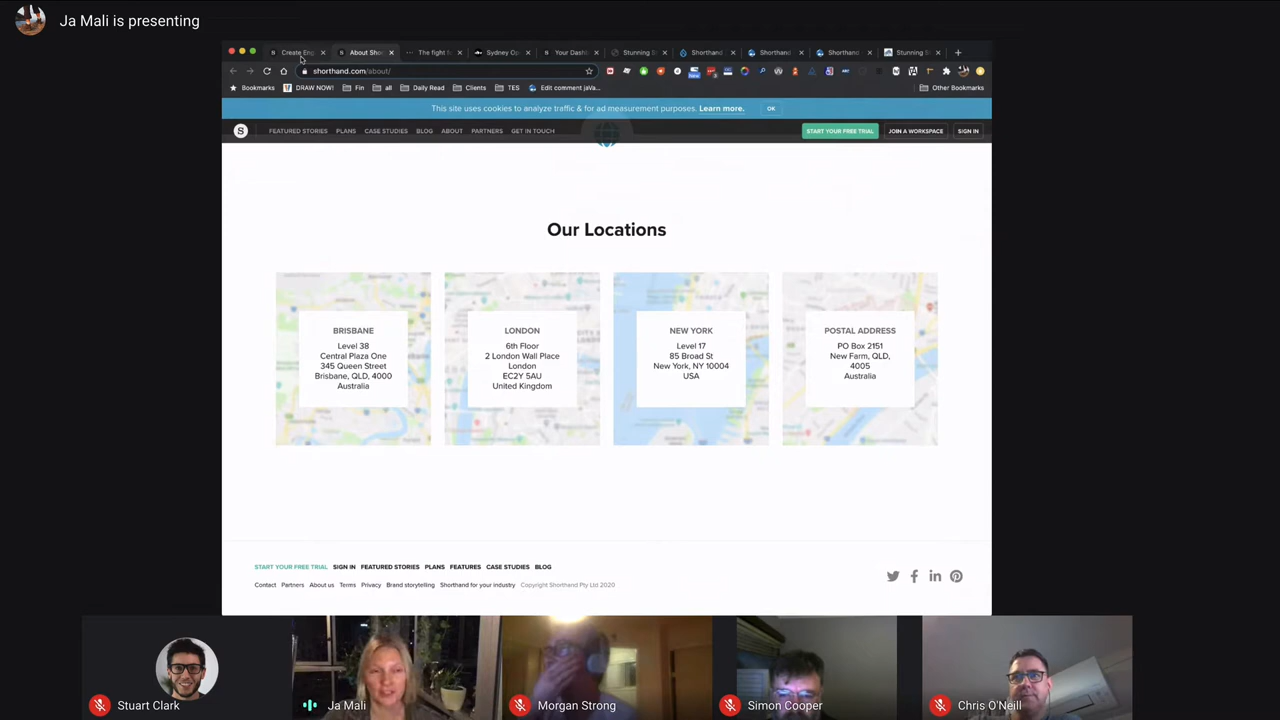 Ja Mali is presenting
Create Eng
About Shor
The fight f
Sydney Op
Your Dash
Stunning S
Shorthand
Shorthand
Shorthand
Stunning S
shorthand.com/about/
Bookmarks
DRAW NOW!
Fin
all
Daily Read
Clients
TES
Edit comment java...
Other Bookmarks
This site uses cookies to analyze traffic & for ad measurement purposes. Learn more.
OK
S
FEATURED STORIES
PLANS
CASE STUDIES
BLOG
ABOUT
PARTNERS
GET IN TOUCH
START YOUR FREE TRIAL
JOIN A WORKSPACE
SIGN IN
Our Locations
BRISBANE
Level 38
Central Plaza One
345 Queen Street
Brisbane, QLD, 4000
Australia
LONDON
6th Floor
2 London Wall Place
London
EC2Y 5AU
United Kingdom
NEW YORK
Level 17
85 Broad St
New York, NY 10004
USA
POSTAL ADDRESS
PO Box 2151
New Farm, QLD,
4005
Australia
START YOUR FREE TRIAL
SIGN IN
FEATURED STORIES
PLANS
FEATURES
CASE STUDIES
BLOG
Contact
Partners
About us
Terms
Privacy
Brand storytelling
Shorthand for your industry
Copyright Shorthand Pty Ltd 2020
Stuart Clark
Ja Mali
Morgan Strong
Simon Cooper
Chris O'Neill